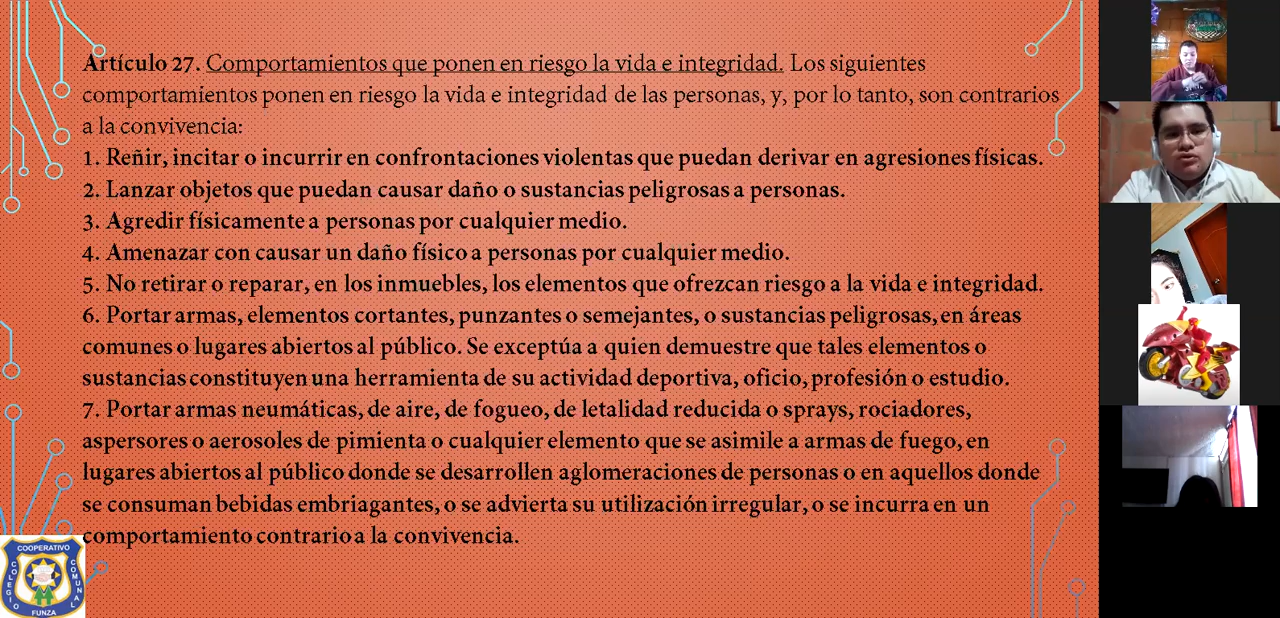 Artículo 27. Comportamientos que ponen en riesgo la vida e integridad. Los siguientes
comportamientos ponen en riesgo la vida e integridad de las personas, y, por lo tanto, son contrarios
a la convivencia:
1. Reñir, incitar o incurrir en confrontaciones violentas que puedan derivar en agresiones físicas.
2. Lanzar objetos que puedan causar daño o sustancias peligrosas a personas.
3. Agredir físicamente a personas por cualquier medio.
4. Amenazar con causar un daño físico a personas por cualquier medio.
5. No retirar o reparar, en los inmuebles, los elementos que ofrezcan riesgo a la vida e integridad.
6. Portar armas, elementos cortantes, punzantes o semejantes, o sustancias peligrosas, en áreas
comunes o lugares abiertos al público. Se exceptúa a quien demuestre que tales elementos o
sustancias constituyen una herramienta de su actividad deportiva, oficio, profesión o estudio.
7. Portar armas neumáticas, de aire, de fogueo, de letalidad reducida o sprays, rociadores,
aspersores o aerosoles de pimienta o cualquier elemento que se asimile a armas de fuego, en
lugares abiertos al público donde se desarrollen aglomeraciones de personas o en aquellos donde
se consuman bebidas embriagantes, o se advierta su utilización irregular, o se incurra en un
comportamiento contrario a la convivencia.
COOPERATIVO
COLEGIO
COMUNAL
FUNZA